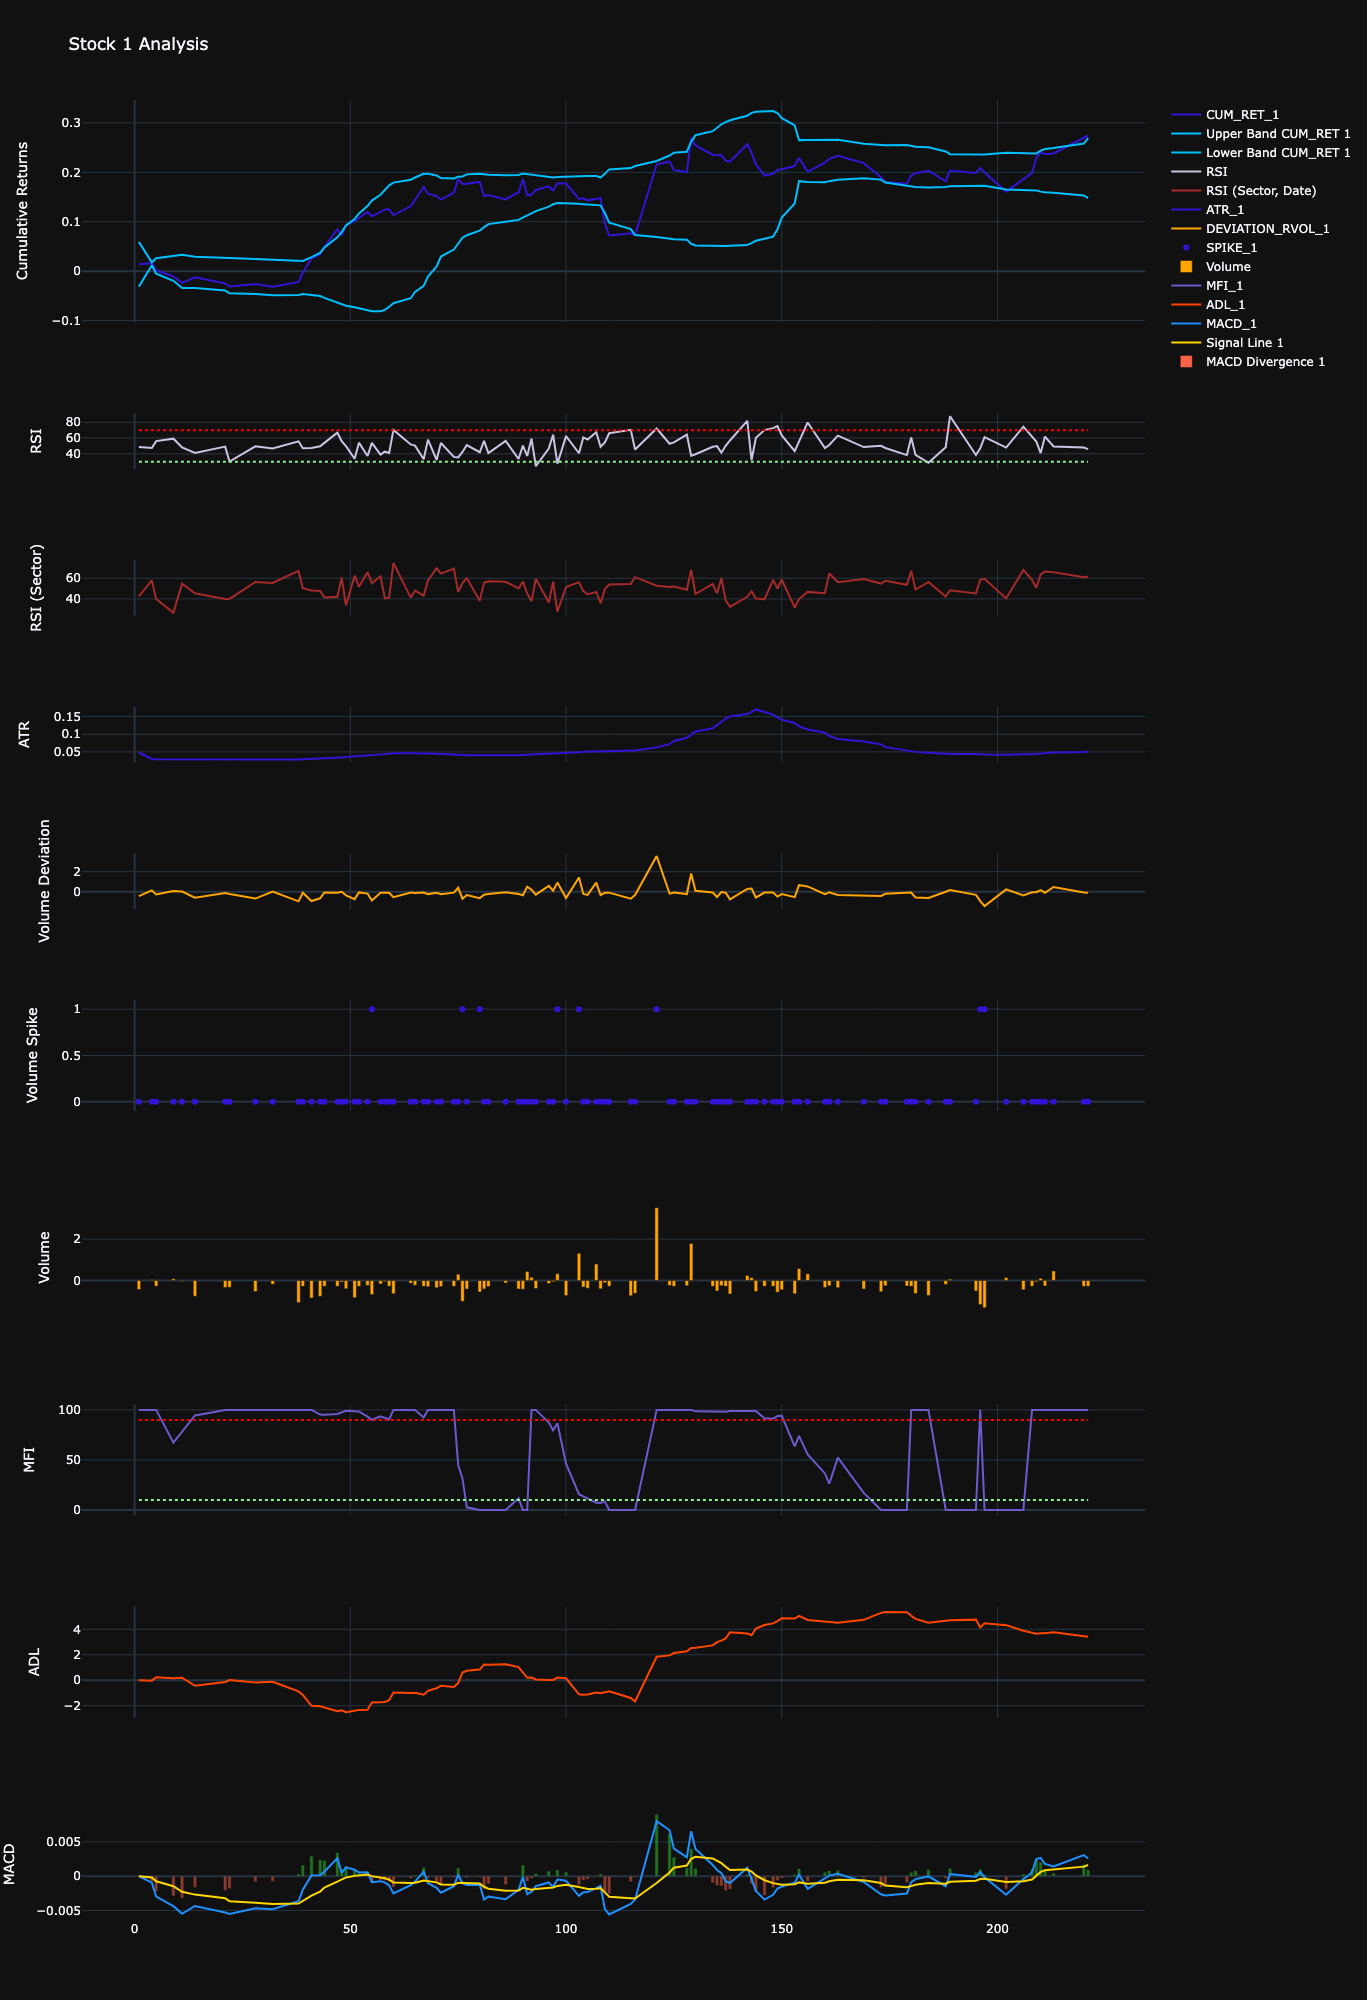 Stock 1 Analysis
CUM_RET_1
Upper Band CUM_RET 1
Lower Band CUM_RET 1
RSI
RSI (Sector, Date)
ATR_1
DEVIATION_RVOL_1
SPIKE_1
Volume
MFI_1
ADL_1
MACD_1
Signal Line 1
MACD Divergence 1
Cumulative Returns
0.3
0.2
0.1
0
−0.1
RSI
80
60
40
RSI (Sector)
60
40
ATR
0.15
0.1
0.05
Volume Deviation
2
0
Volume Spike
1
0.5
0
Volume
2
0
MFI
100
50
0
ADL
4
2
0
−2
MACD
0.005
0
−0.005
0 50 100 150 200